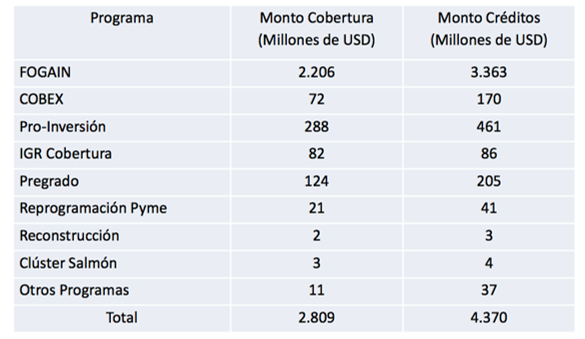 Programa Monto Cobertura Monto Créditos
(Millones de USD) (Millones de USD)
FOGAIN 2.206 3.363
COBEX 72 170
Pro-Inversión 288 461
IGR Cobertura 82 86
Pregrado 124 205
Reprogramación Pyme 21 41
Reconstrucción 2 3
Clúster Salmón 3 4
Otros Programas 11 37
Total 2.809 4.370